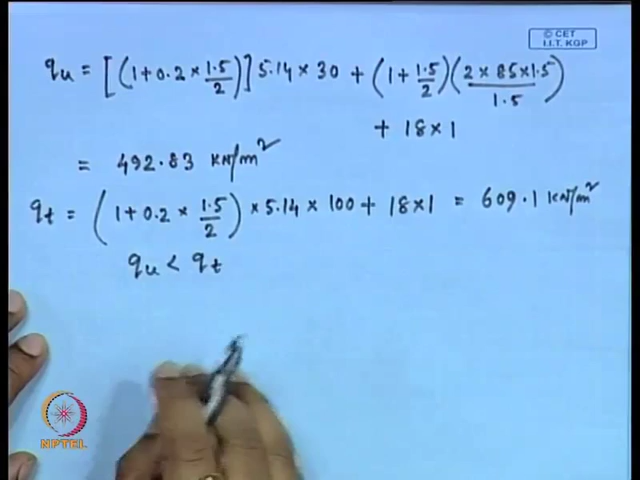 © CET
I.I.T. KGP
qu = [(1+0.2 × 1.5/2)] 5.14 × 30 + (1 + 1.5/2) (2 × 85 × 1.5/1.5)
+ 18 × 1
= 492.83 KN/m²
qt = (1 + 0.2 × 1.5/2) × 5.14 × 100 + 18 × 1 = 609.1 KN/m²
qu < qt
NPTEL